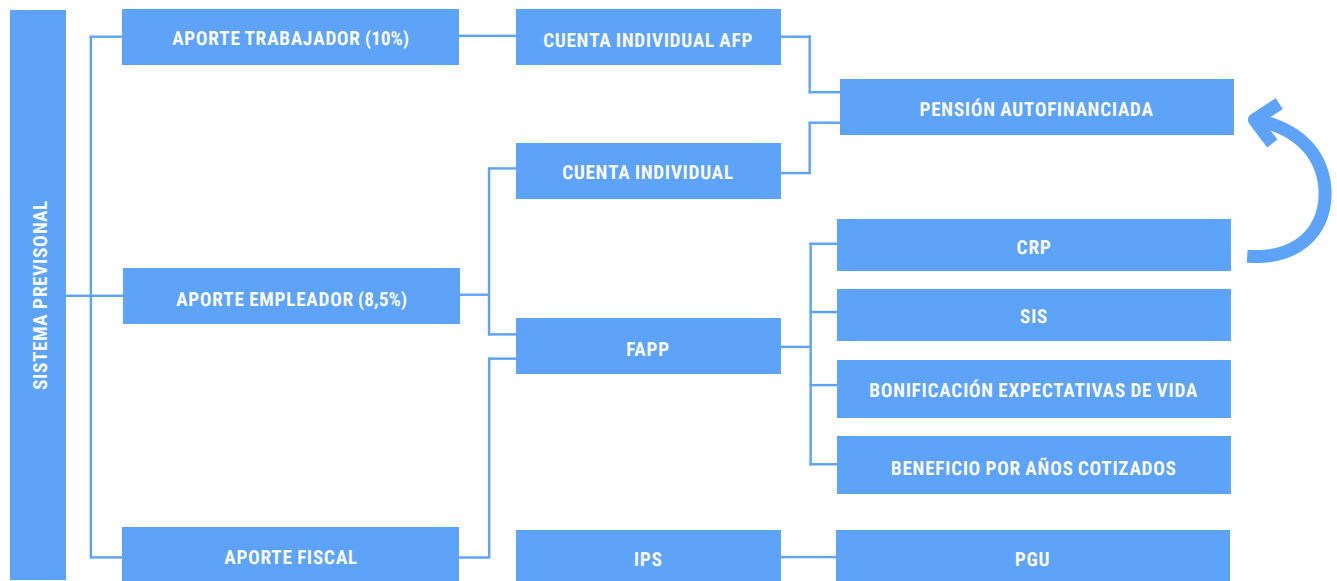 SISTEMA PREVISONAL
APORTE TRABAJADOR (10%)
CUENTA INDIVIDUAL AFP
PENSIÓN AUTOFINANCIADA
CUENTA INDIVIDUAL
APORTE EMPLEADOR (8,5%)
FAPP
CRP
SIS
BONIFICACIÓN EXPECTATIVAS DE VIDA
BENEFICIO POR AÑOS COTIZADOS
APORTE FISCAL
IPS
PGU